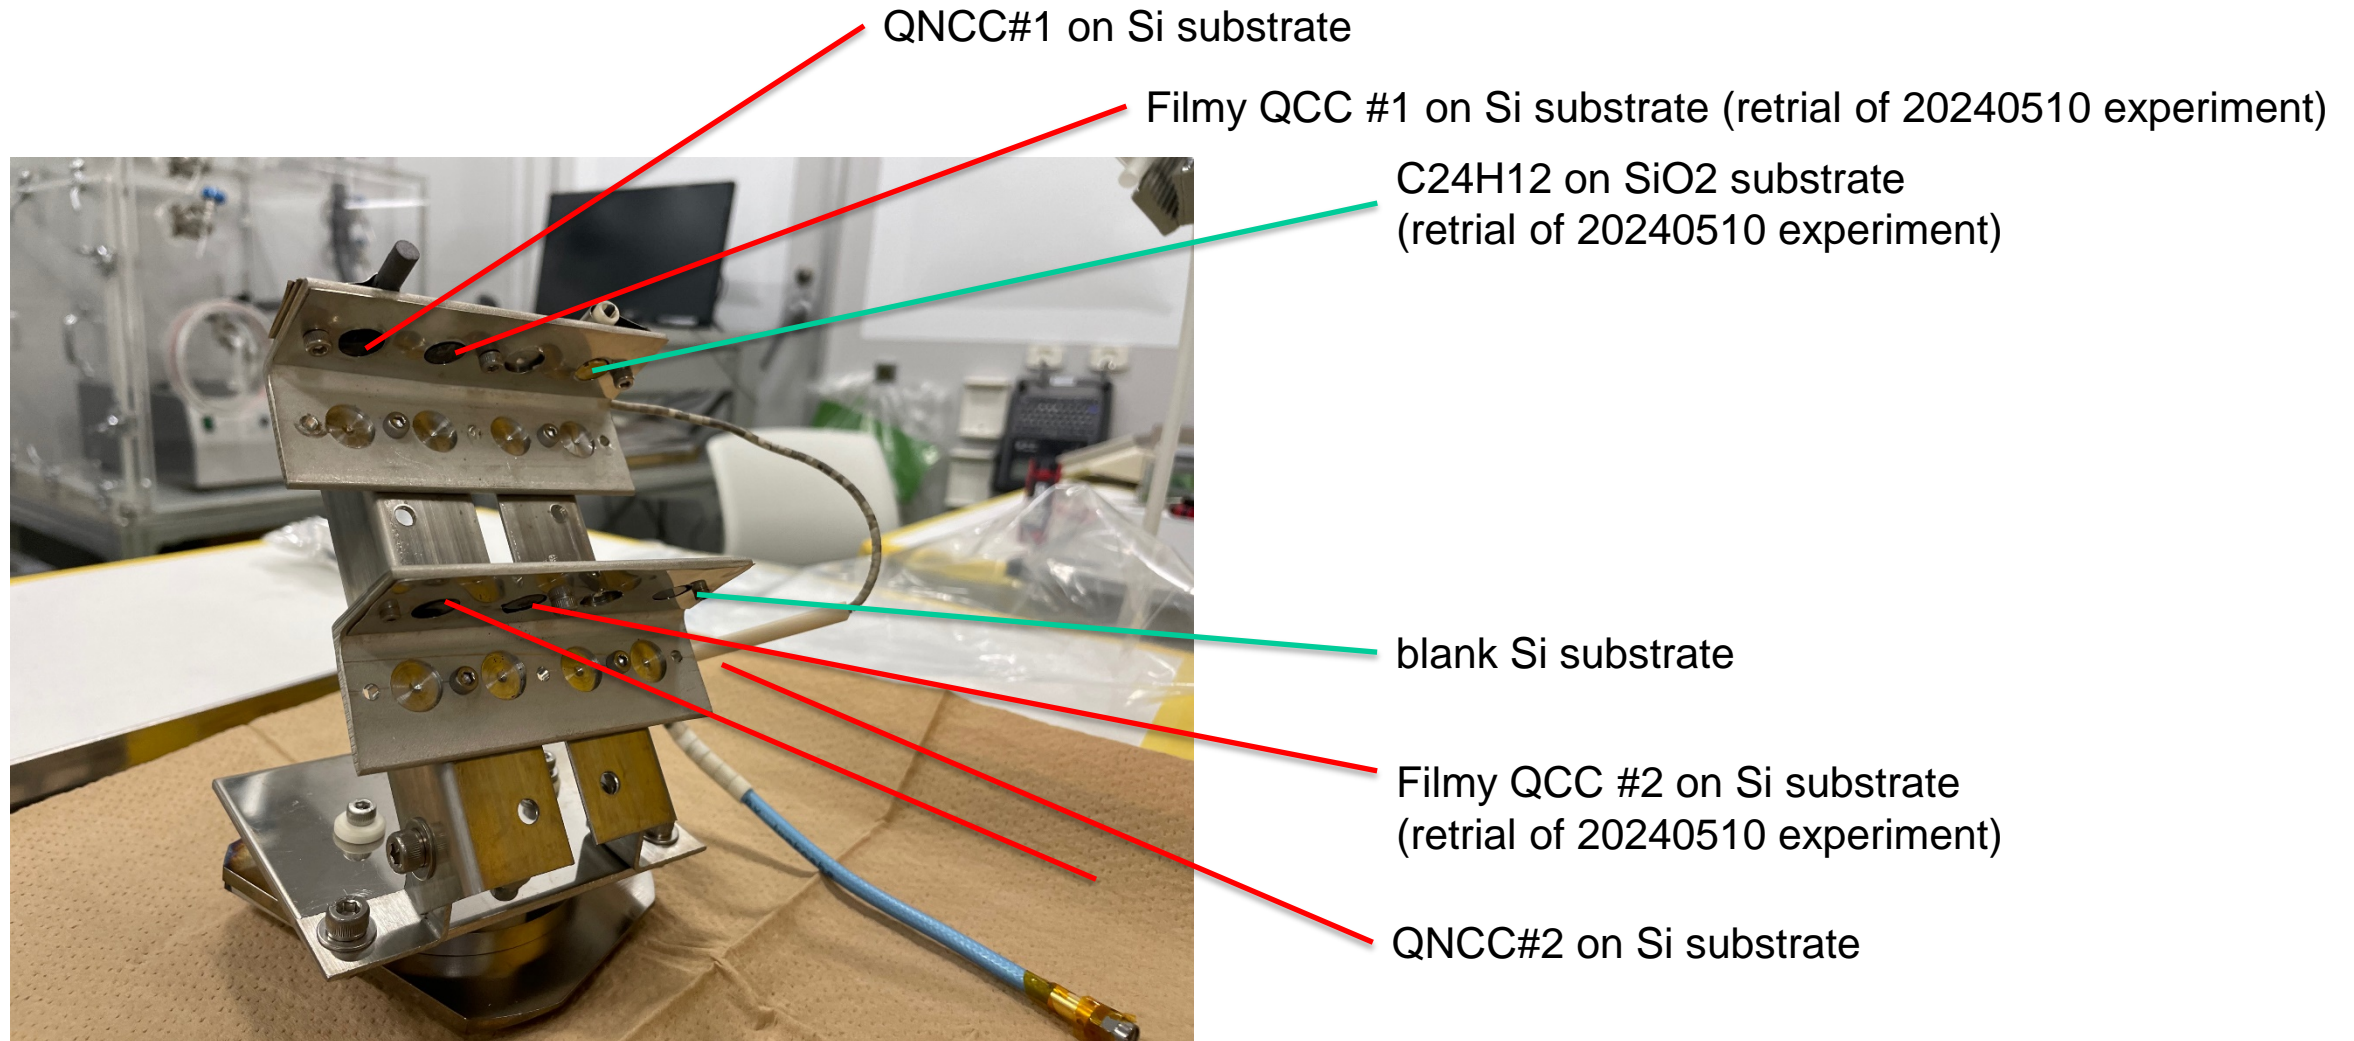 QNCC#1 on Si substrate
Filmy QCC #1 on Si substrate (retrial of 20240510 experiment)
C24H12 on SiO2 substrate
(retrial of 20240510 experiment)
blank Si substrate
Filmy QCC #2 on Si substrate
(retrial of 20240510 experiment)
QNCC#2 on Si substrate